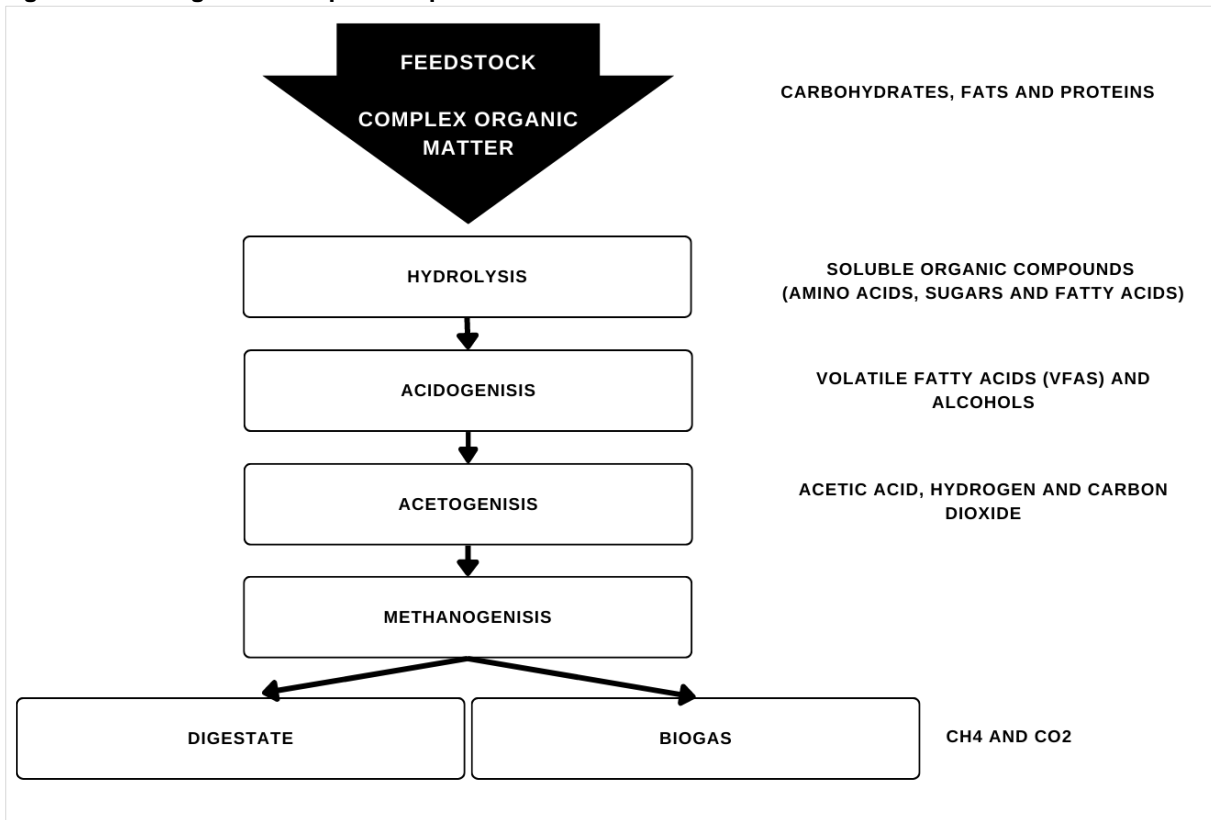 FEEDSTOCK
COMPLEX ORGANIC
MATTER
CARBOHYDRATES, FATS AND PROTEINS
HYDROLYSIS
SOLUBLE ORGANIC COMPOUNDS
(AMINO ACIDS, SUGARS AND FATTY ACIDS)
ACIDOGENISIS
VOLATILE FATTY ACIDS (VFAS) AND
ALCOHOLS
ACETOGENISIS
ACETIC ACID, HYDROGEN AND CARBON
DIOXIDE
METHANOGENISIS
DIGESTATE
BIOGAS
CH4 AND CO2